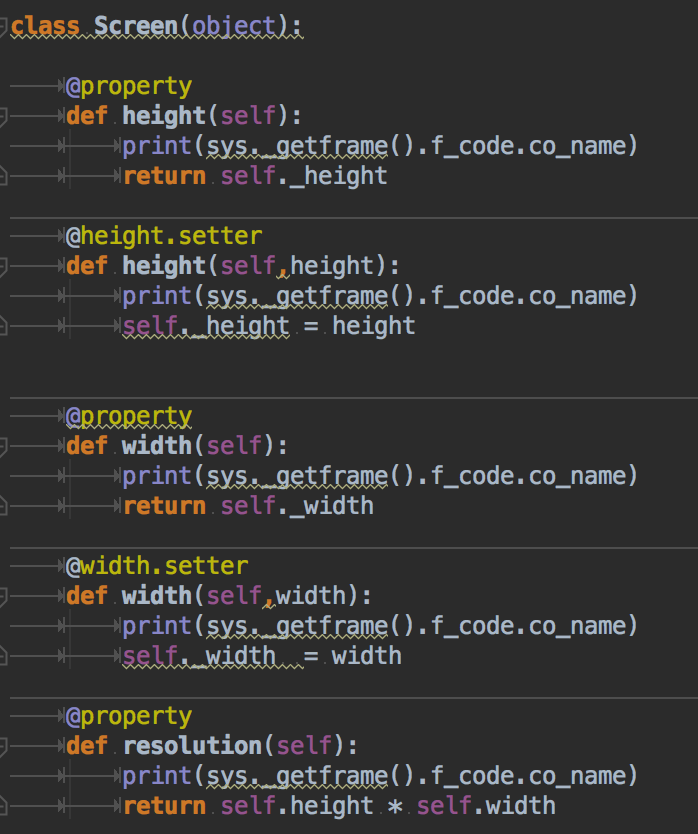 class Screen(object):
@property
def height(self):
print(sys._getframe().f_code.co_name)
return self._height
@height.setter
def height(self,height):
print(sys._getframe().f_code.co_name)
self._height = height
@property
def width(self):
print(sys._getframe().f_code.co_name)
return self._width
@width.setter
def width(self,width):
print(sys._getframe().f_code.co_name)
self._width  = width
@property
def resolution(self):
print(sys._getframe().f_code.co_name)
return self.height * self.width